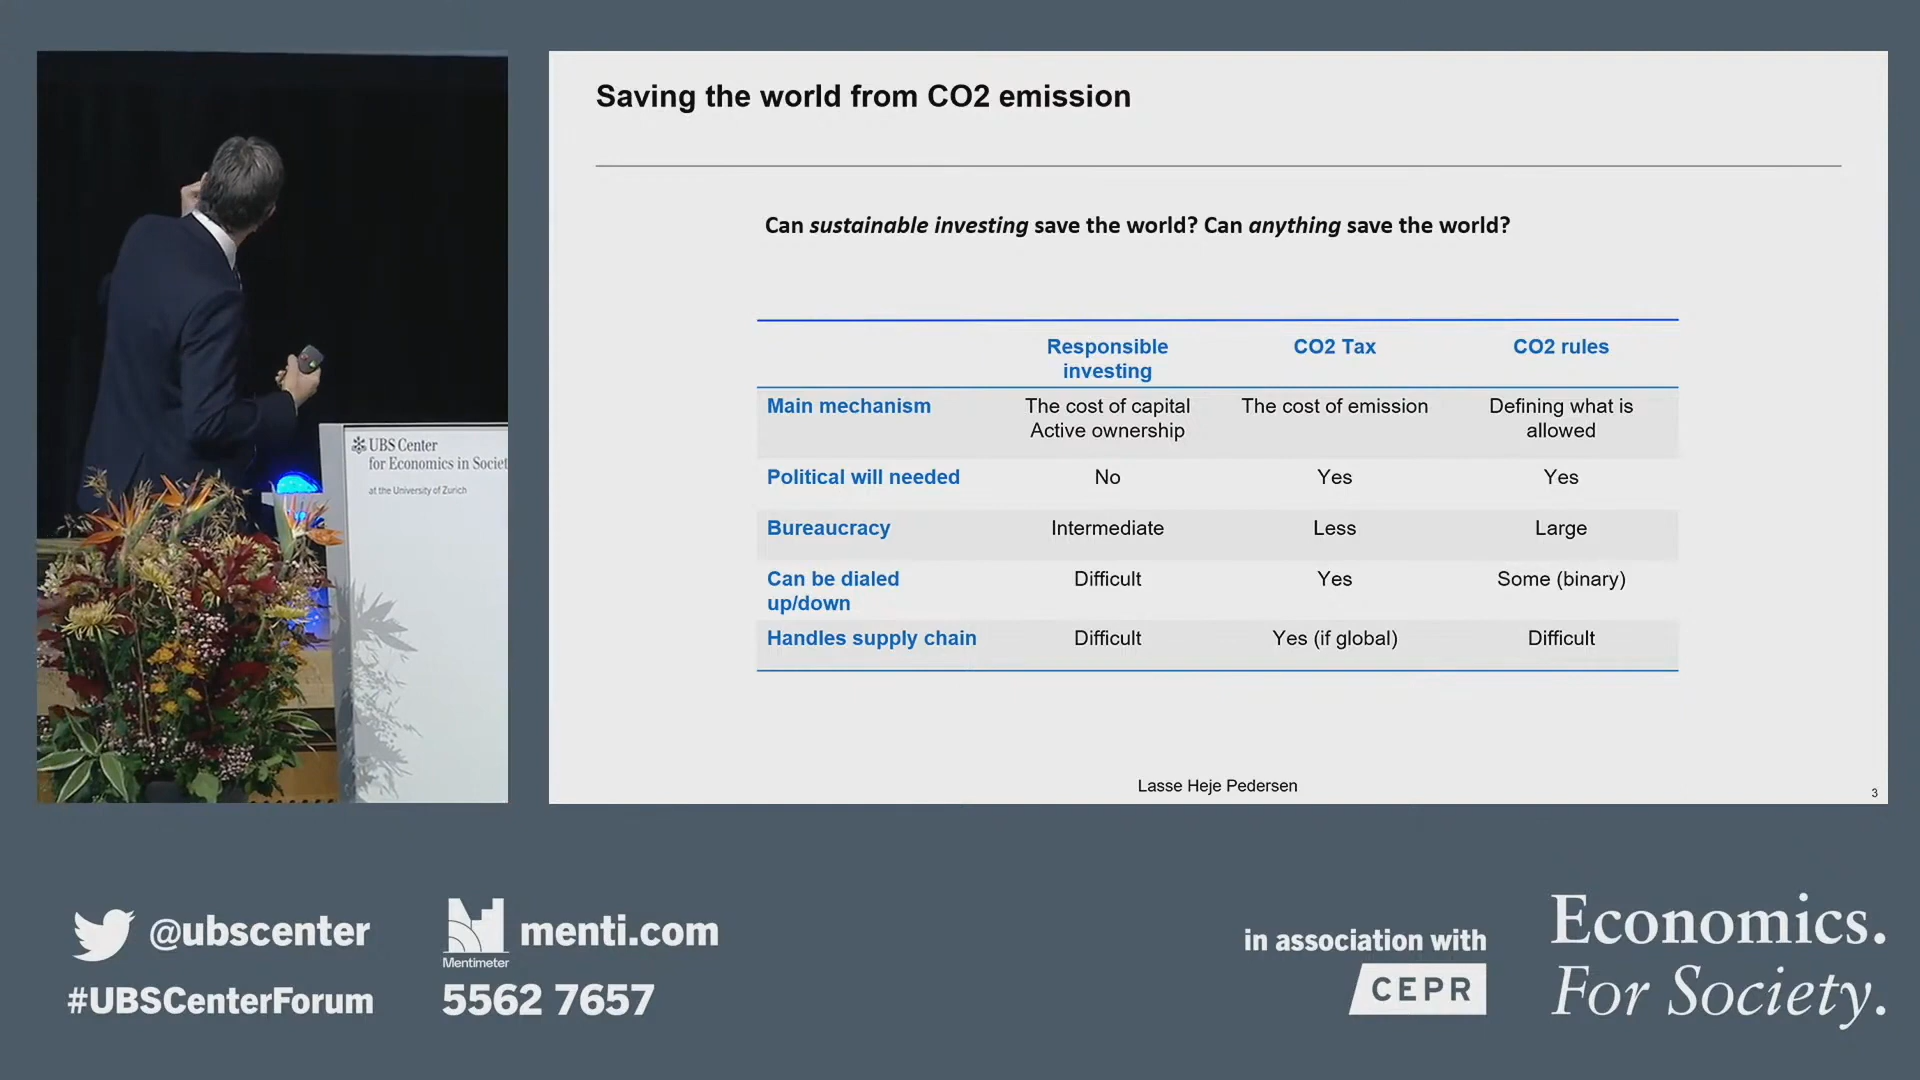 UBS Center
for Economics in Societ
at the University of Zurich
Saving the world from CO2 emission
Can sustainable investing save the world? Can anything save the world?
Responsible investing CO2 Tax CO2 rules
Main mechanism The cost of capital Active ownership The cost of emission Defining what is allowed
Political will needed No Yes Yes
Bureaucracy Intermediate Less Large
Can be dialed up/down Difficult Yes Some (binary)
Handles supply chain Difficult Yes (if global) Difficult
Lasse Heje Pedersen
3
@ubscenter
#UBSCenterForum
Mentimeter
menti.com
5562 7657
in association with
CEPR
Economics.
For Society.